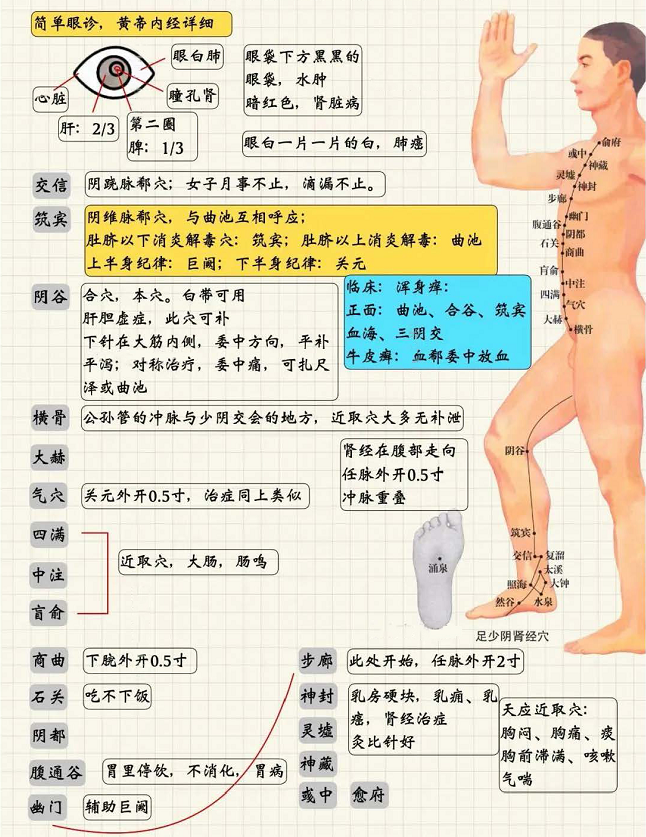 简单眼诊，黄帝内经详细
眼白肺
心脏
瞳孔肾
肝：2/3
第二圈
脾：1/3
眼袋下方黑黑的
眼袋，水肿
暗红色，肾脏病
眼白一片一片的白，肺癌
交信
阴跷脉郄穴；女子月事不止，滴漏不止。
筑宾
阴维脉郄穴，与曲池互相呼应；
肚脐以下消炎解毒穴：筑宾；肚脐以上消炎解毒：曲池
上半身纪律：巨阙；下半身纪律：关元
阴谷
合穴，本穴。白带可用
肝胆虚症，此穴可补
下针在大筋内侧，委中方向，平补
平泻；对称治疗，委中痛，可扎尺
泽或曲池
临床：浑身痒：
正面：曲池、合谷、筑宾
血海、三阴交
牛皮癣：血郄委中放血
横骨
公孙管的冲脉与少阴交会的地方，近取穴大多无补泄
大赫
气穴
关元外开0.5寸，治症同上类似
肾经在腹部走向
任脉外开0.5寸
冲脉重叠
四满
中注
肓俞
近取穴，大肠，肠鸣
商曲
下脘外开0.5寸
石关
吃不下饭
阴都
腹通谷
胃里停饮，不消化，胃病
幽门
辅助巨阙
步廊
此处开始，任脉外开2寸
神封
灵墟
神藏
乳房硬块，乳痈、乳
癌，肾经治症
灸比针好
彧中
愈府
天应近取穴：
胸闷、胸痛、痰
胸前滞满、咳嗽
气喘
俞府
彧中
神藏
灵墟
神封
步廊
幽门
腹通谷
阴都
石关
商曲
肓俞
中注
四满
气穴
大赫
横骨
阴谷
筑宾
交信
复溜
太溪
照海
大钟
然谷
水泉
涌泉
足少阴肾经穴